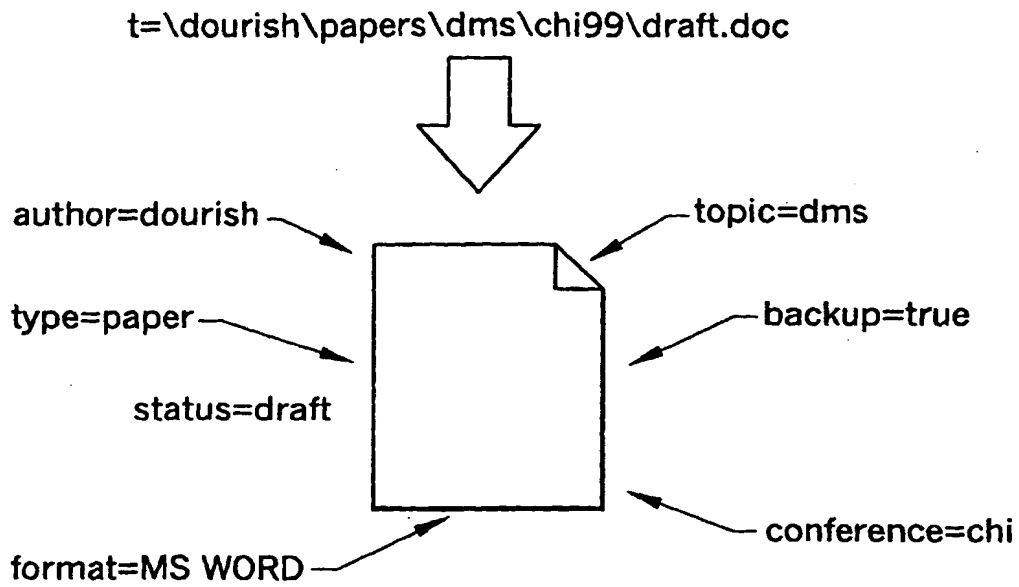 t=\dourish\papers\dms\chi99\draft.doc
author=dourish
topic=dms
type=paper
backup=true
status=draft
conference=chi
format=MS WORD